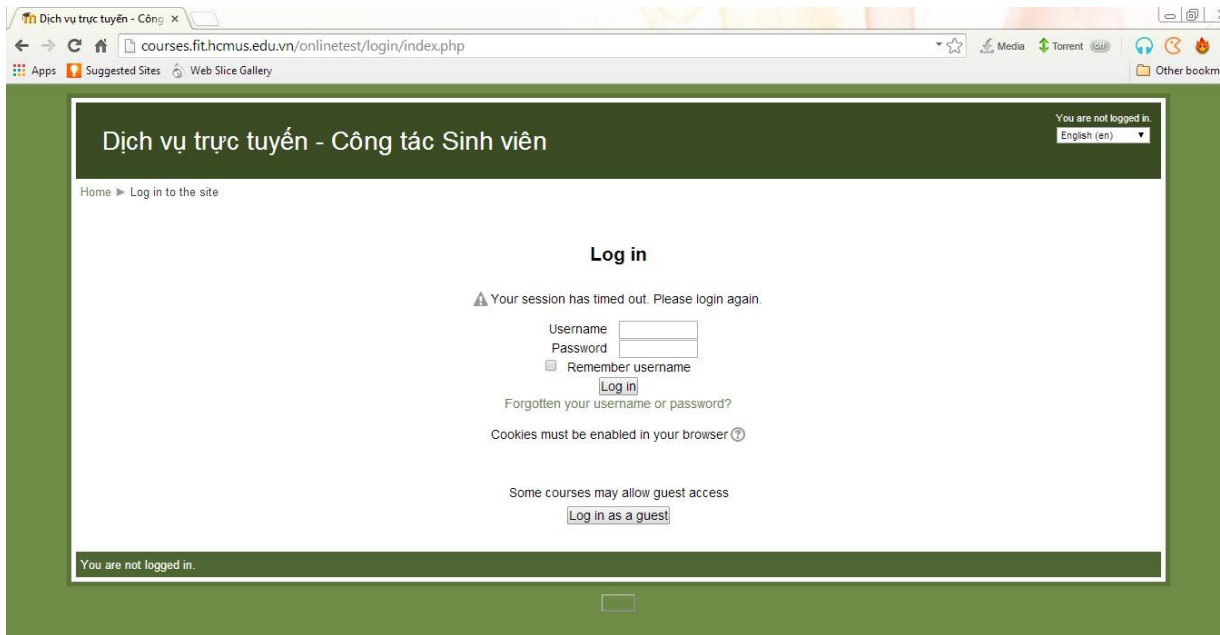 Dịch vụ trực tuyến - Công
courses.fit.hcmus.edu.vn/onlinetest/login/index.php
Media
Torrent
Apps
Suggested Sites
Web Slice Gallery
Other bookm
You are not logged in.
Dịch vụ trực tuyến - Công tác Sinh viên
English (en)
Home ► Log in to the site
Log in
Your session has timed out. Please login again.
Username
Password
Remember username
Log in
Forgotten your username or password?
Cookies must be enabled in your browser
Some courses may allow guest access
Log in as a guest
You are not logged in.